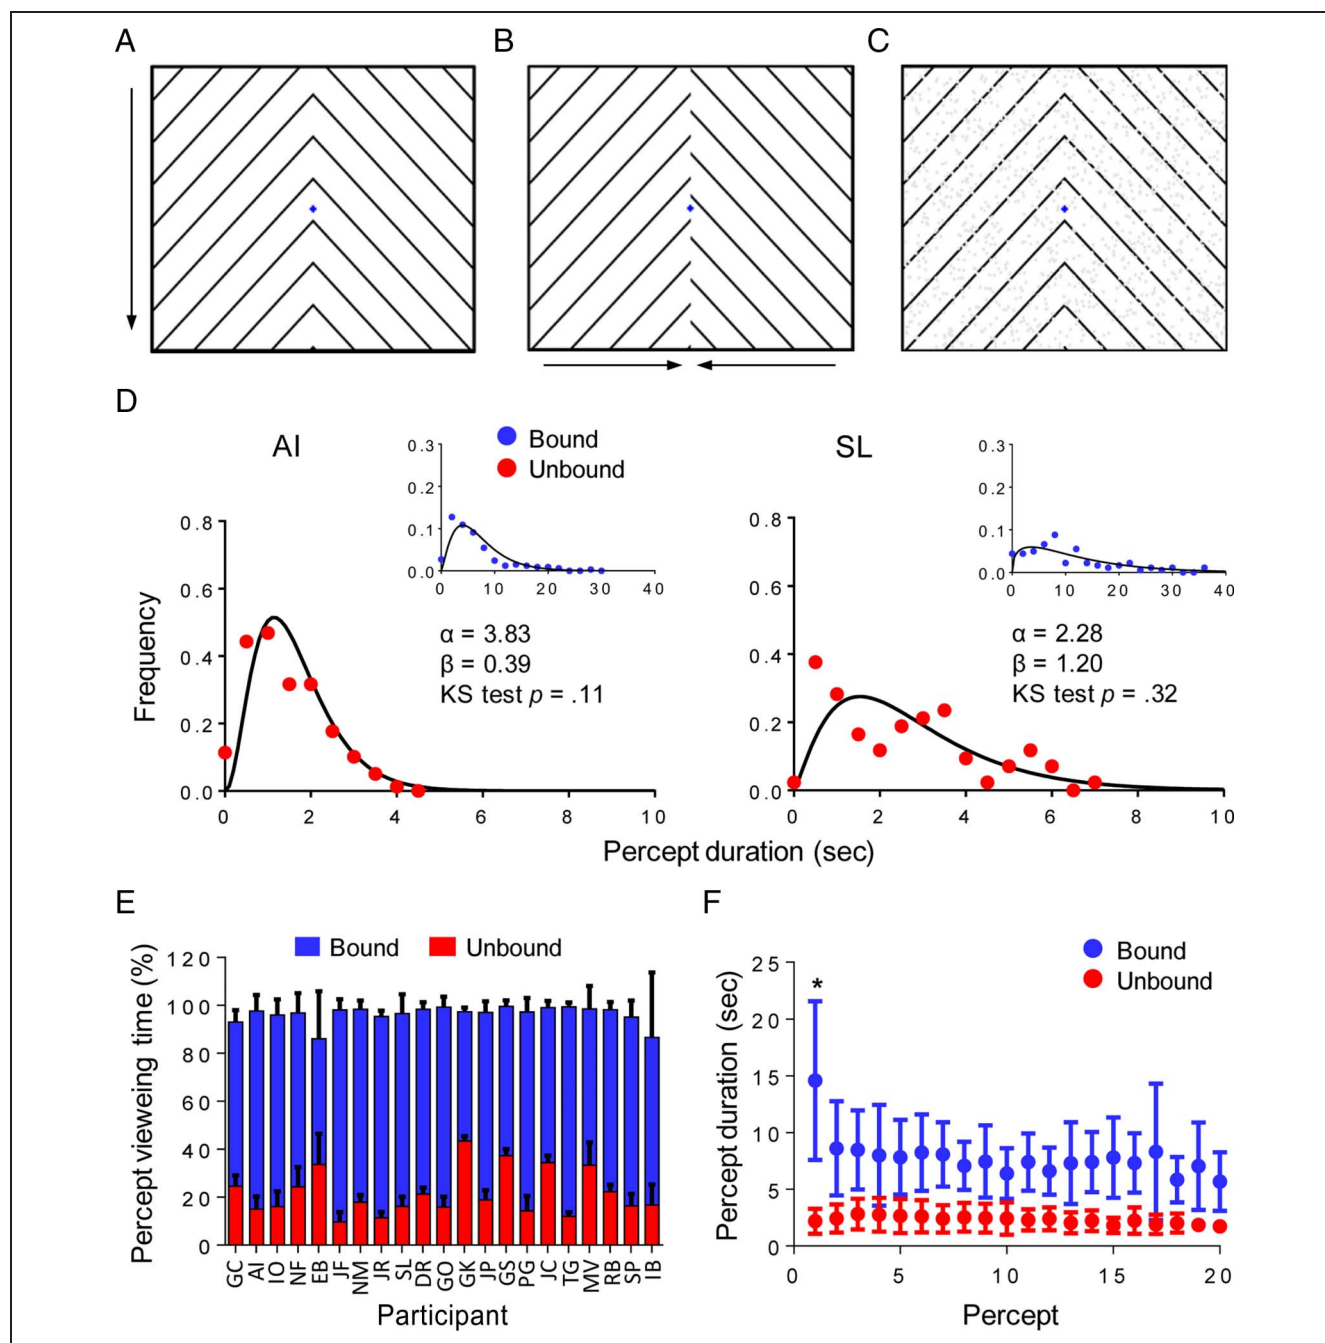 A
B
C
D
AI
Bound
Unbound
0.3
0.2
0.1
0.0
0 10 20 30 40
α = 3.83
β = 0.39
KS test p = .11
Frequency
0.8
0.6
0.4
0.2
0.0
0 2 4 6 8 10
SL
0.3
0.2
0.1
0.0
0 10 20 30 40
α = 2.28
β = 1.20
KS test p = .32
0.8
0.6
0.4
0.2
0.0
0 2 4 6 8 10
Percept duration (sec)
E
Bound Unbound
Percept vieweing time (%)
120
100
80
60
40
20
0
GC AI IO NF EB JF NM JR SL DR GO GK JP GS PG JC TG MV RB SP IB
Participant
F
Bound
Unbound
Percept duration (sec)
25
20
15
10
5
0
*
0 5 10 15 20
Percept